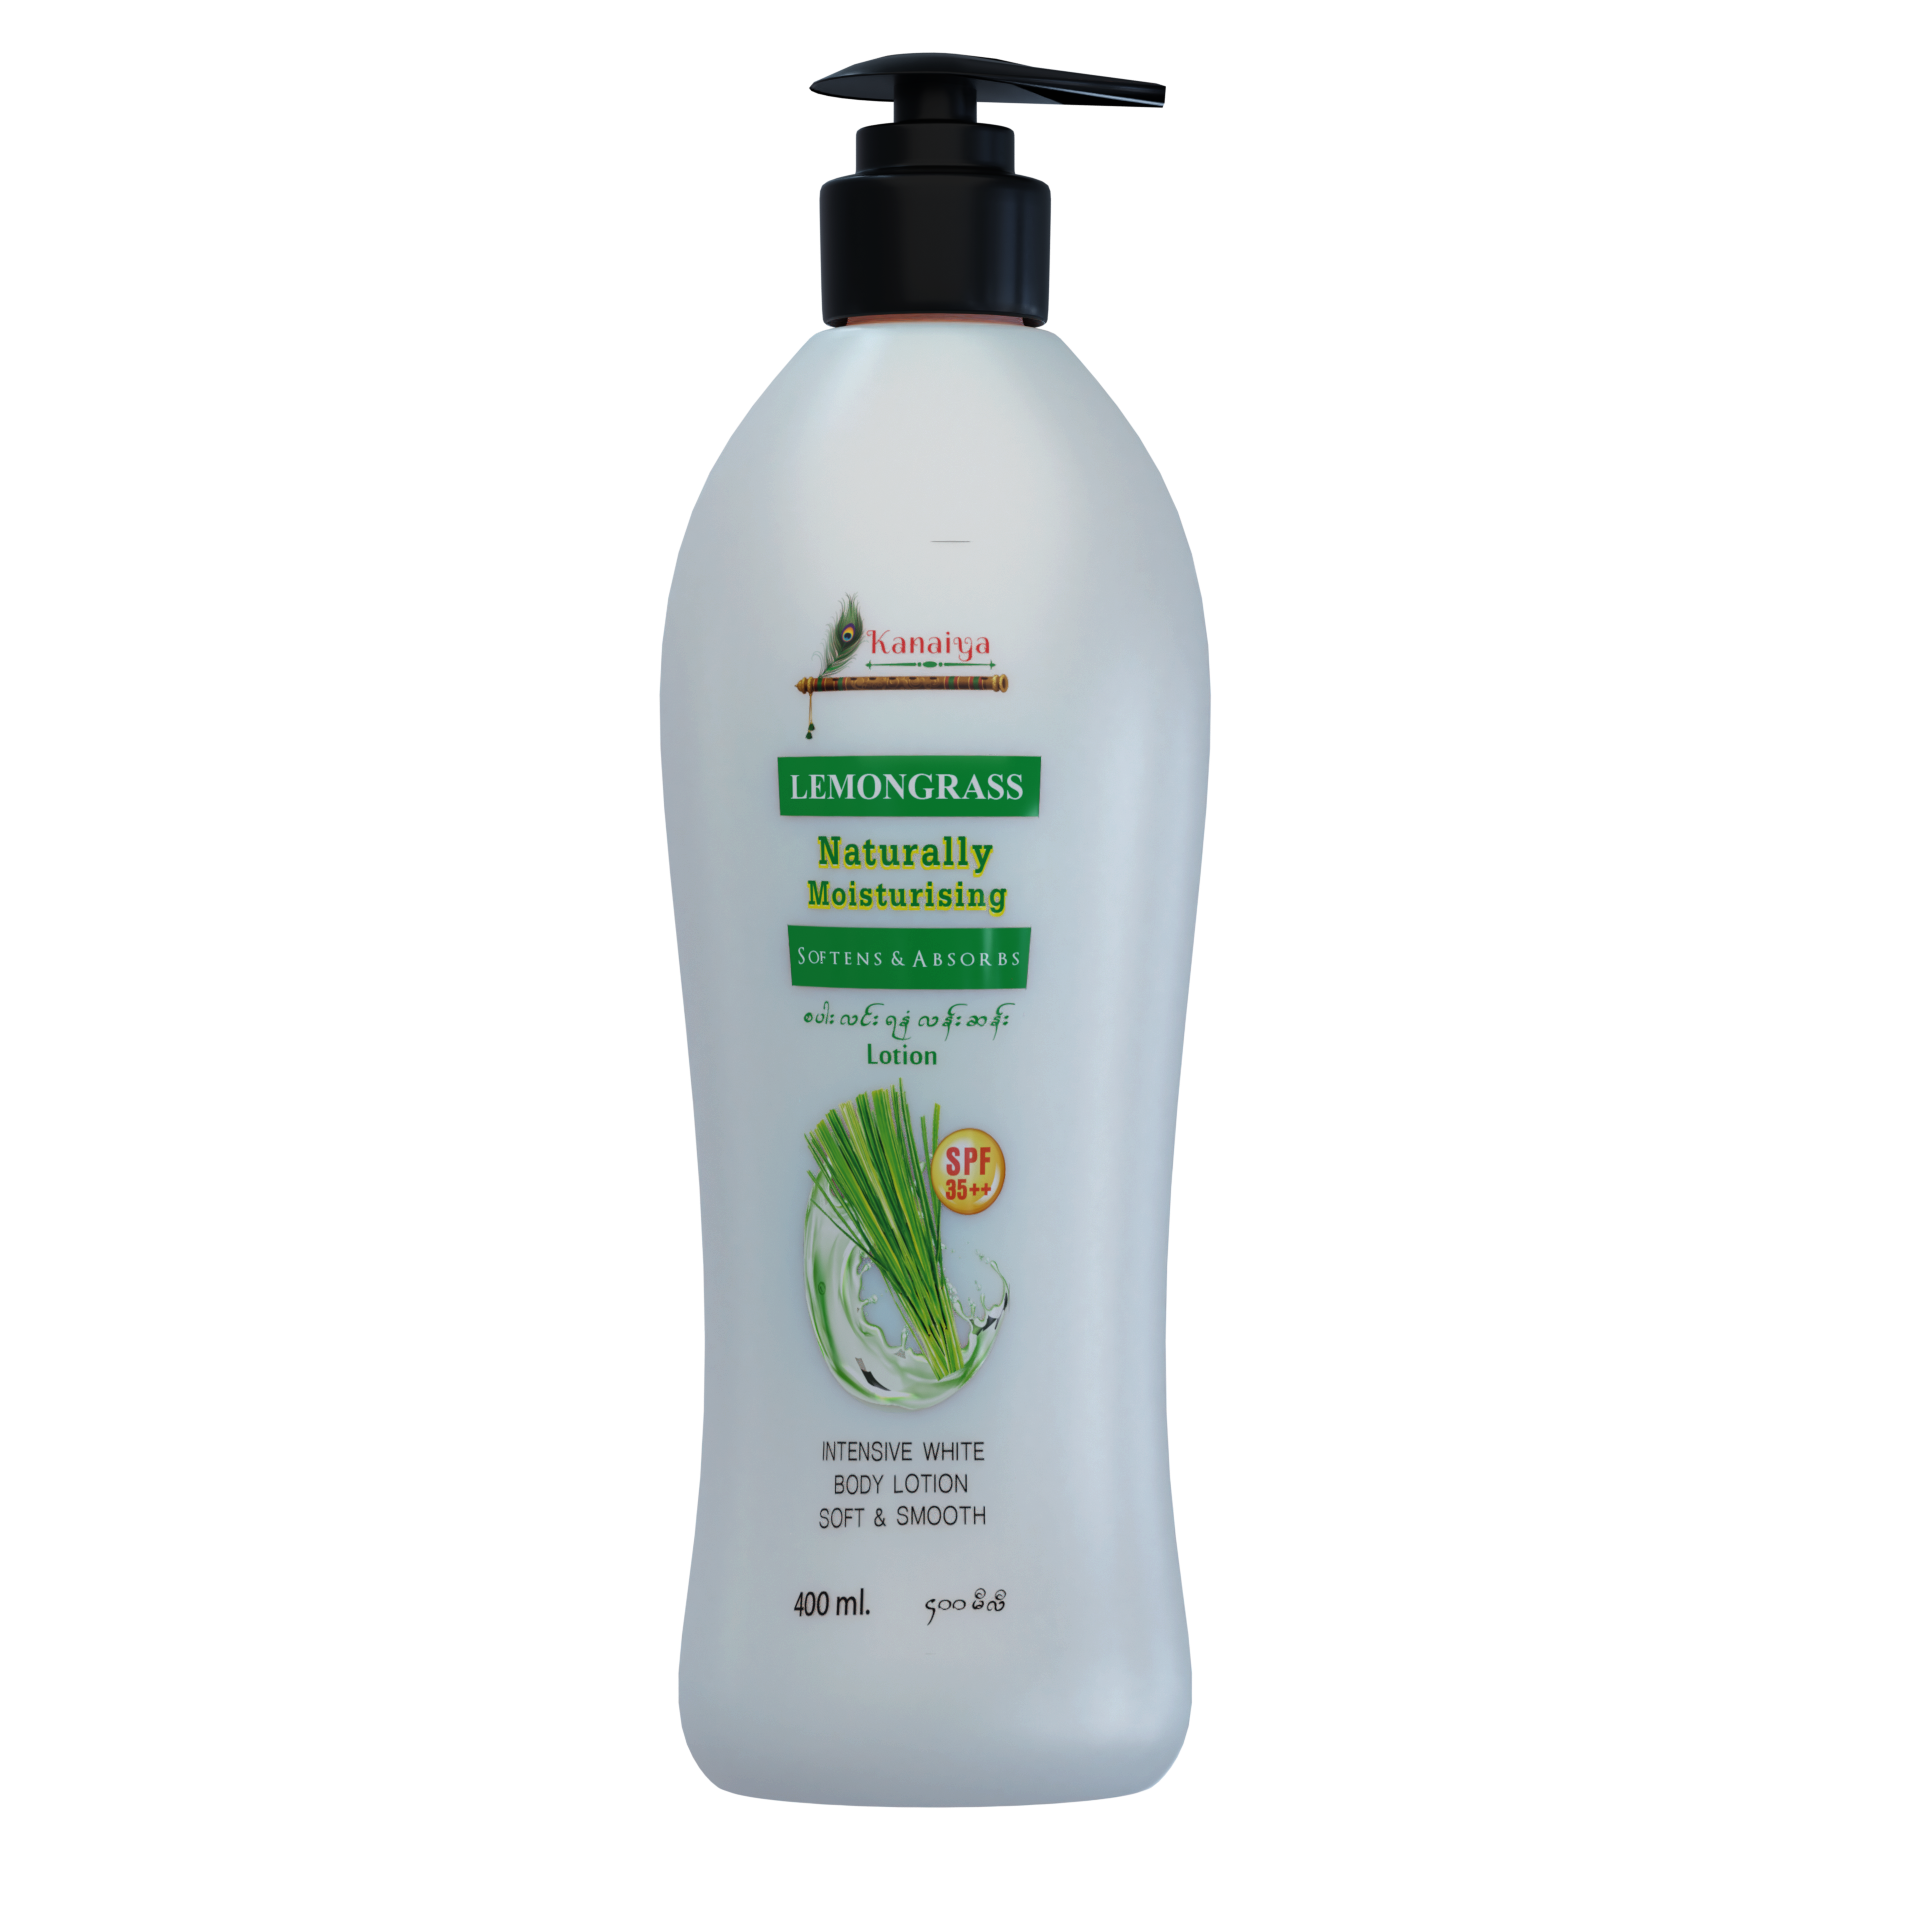 Kanaiya
LEMONGRASS
Naturally
Moisturising
SOFTENS & ABSORBS
စပါးလင်းရနံ့ လန်းဆန်း
Lotion
SPF
35++
INTENSIVE WHITE
BODY LOTION
SOFT & SMOOTH
400 ml. ၄၀၀ မီလီ